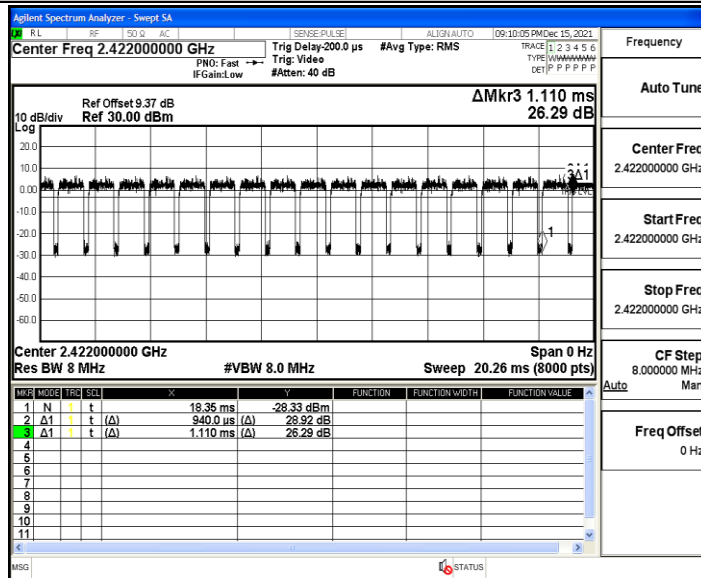 Agilent Spectrum Analyzer - Swept SA
RL RF 50 Ω AC SENSE:PULSE ALIGN AUTO 09:10:05 PM Dec 15, 2021
Center Freq 2.422000000 GHz
PNO: Fast
IFGain:Low
Trig Delay-200.0 µs
Trig: Video
#Atten: 40 dB
#Avg Type: RMS
TRACE 1 2 3 4 5 6
TYPE
DET P P P P P P
Ref Offset 9.37 dB
Ref 30.00 dBm
10 dB/div
Log
ΔMkr3 1.110 ms
26.29 dB
20.0
10.0
0.00
-10.0
-20.0
-30.0
-40.0
-50.0
-60.0
3Δ1
1
Center 2.422000000 GHz Span 0 Hz
Res BW 8 MHz #VBW 8.0 MHz Sweep 20.26 ms (8000 pts)
MKR MODE TRC SCL X Y FUNCTION FUNCTION WIDTH FUNCTION VALUE
1 N 1 t 18.35 ms -28.33 dBm
2 Δ1 1 t (Δ) 940.0 µs (Δ) 28.92 dB
3 Δ1 1 t (Δ) 1.110 ms (Δ) 26.29 dB
4
5
6
7
8
9
10
11
MSG STATUS
Frequency
Auto Tune
Center Freq
2.422000000 GHz
Start Freq
2.422000000 GHz
Stop Freq
2.422000000 GHz
CF Step
8.000000 MHz
Auto Man
Freq Offset
0 Hz